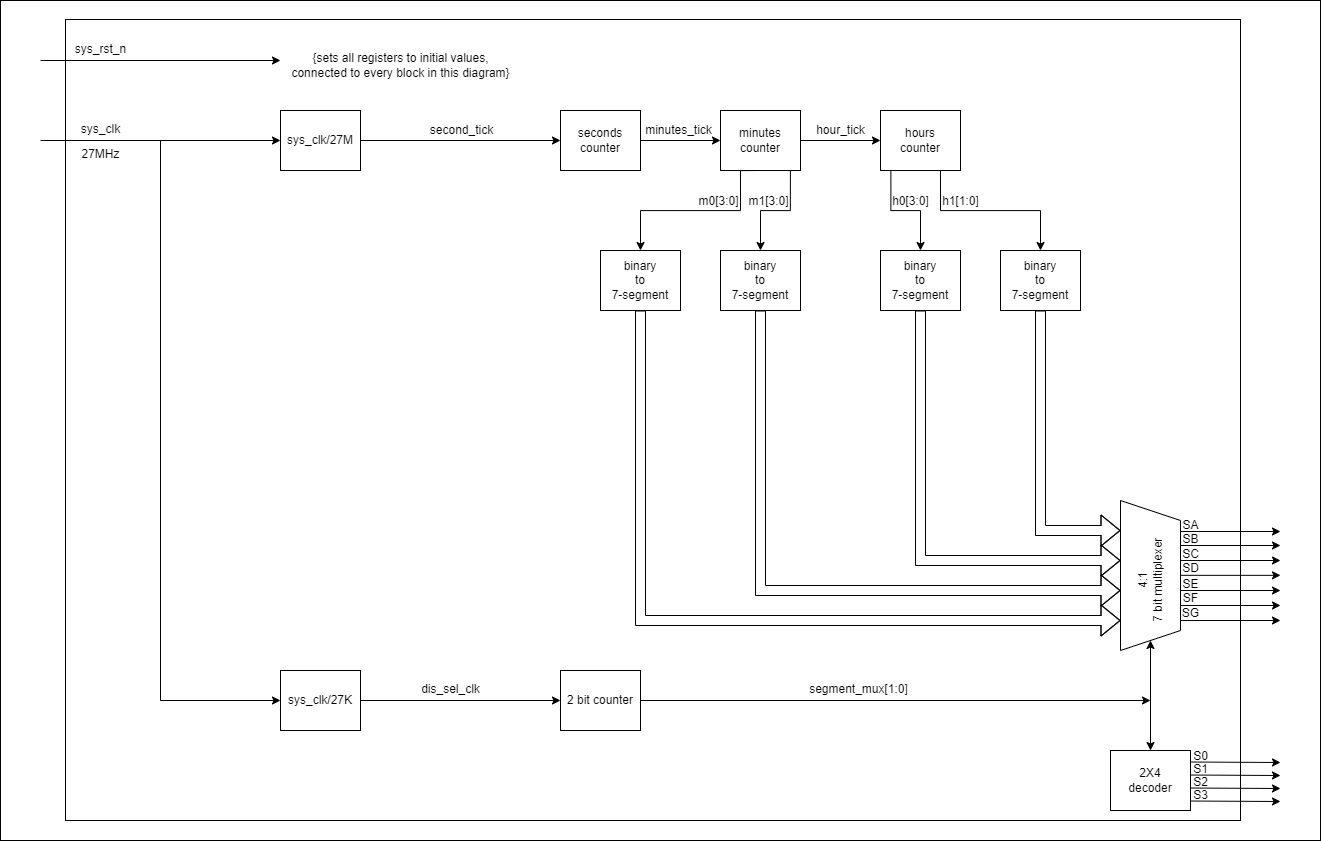 sys_rst_n
{sets all registers to initial values,
connected to every block in this diagram}
sys_clk
27MHz
sys_clk/27M
second_tick
seconds
counter
minutes_tick
minutes
counter
hour_tick
hours
counter
m0[3:0]
m1[3:0]
h0[3:0]
h1[1:0]
binary
to
7-segment
binary
to
7-segment
binary
to
7-segment
binary
to
7-segment
4:1
7 bit multiplexer
SA
SB
SC
SD
SE
SF
SG
sys_clk/27K
dis_sel_clk
2 bit counter
segment_mux[1:0]
2X4
decoder
S0
S1
S2
S3